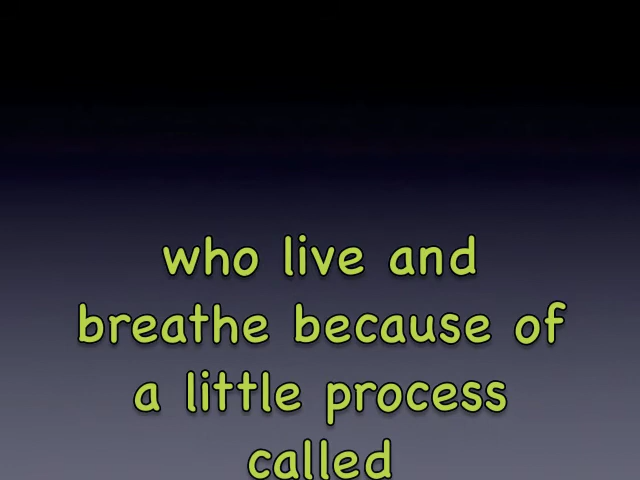 who live and
breathe because of
a little process
called